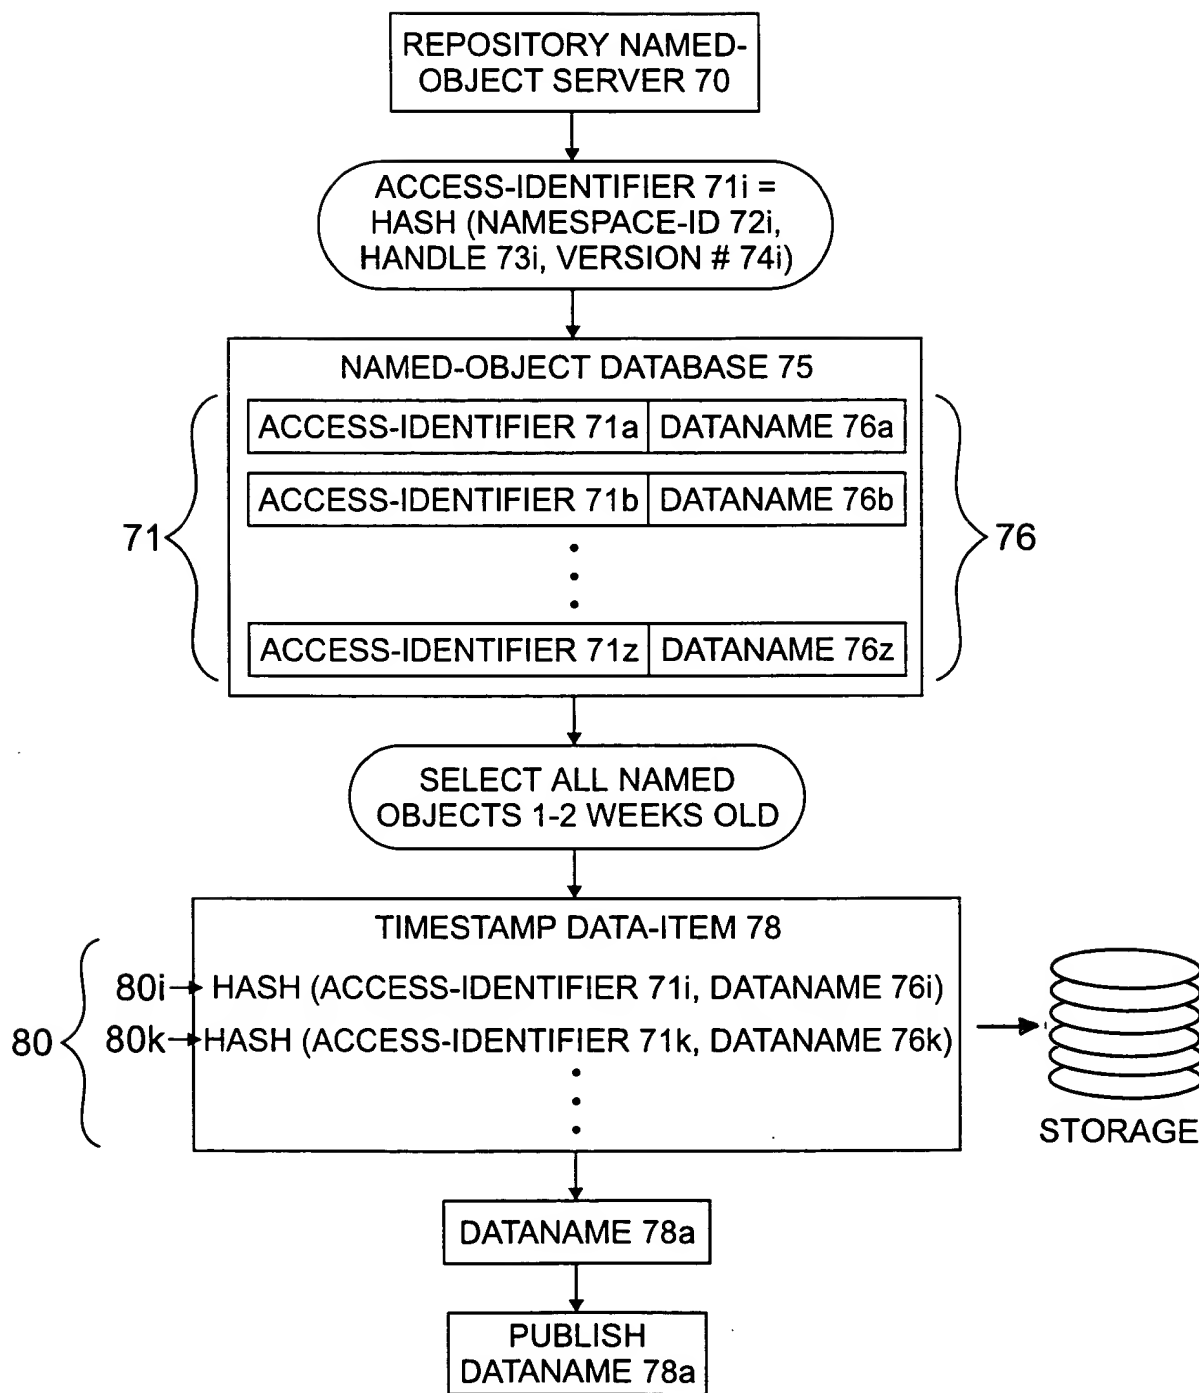 REPOSITORY NAMED-
OBJECT SERVER 70
ACCESS-IDENTIFIER 71i =
HASH (NAMESPACE-ID 72i,
HANDLE 73i, VERSION # 74i)
NAMED-OBJECT DATABASE 75
ACCESS-IDENTIFIER 71a DATANAME 76a
ACCESS-IDENTIFIER 71b DATANAME 76b
71
76
ACCESS-IDENTIFIER 71z DATANAME 76z
SELECT ALL NAMED
OBJECTS 1-2 WEEKS OLD
TIMESTAMP DATA-ITEM 78
80i HASH (ACCESS-IDENTIFIER 71i, DATANAME 76i)
80
80k HASH (ACCESS-IDENTIFIER 71k, DATANAME 76k)
STORAGE
DATANAME 78a
PUBLISH
DATANAME 78a